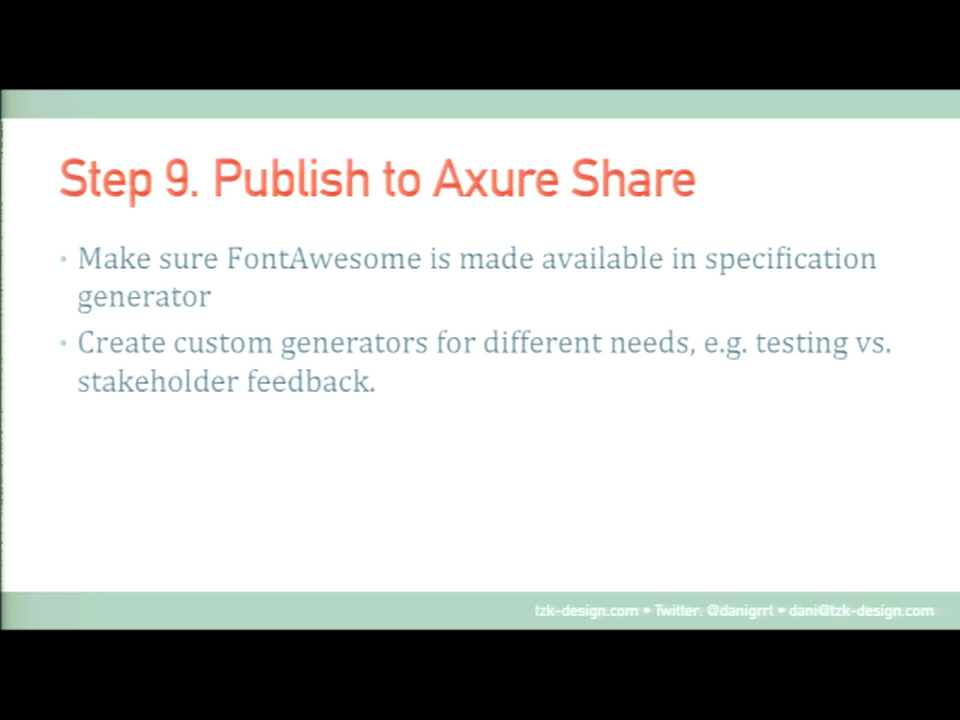 Step 9. Publish to Axure Share
• Make sure FontAwesome is made available in specification
generator
• Create custom generators for different needs, e.g. testing vs.
stakeholder feedback.
tzk-design.com • Twitter: @danigrrl • dani@tzk-design.com